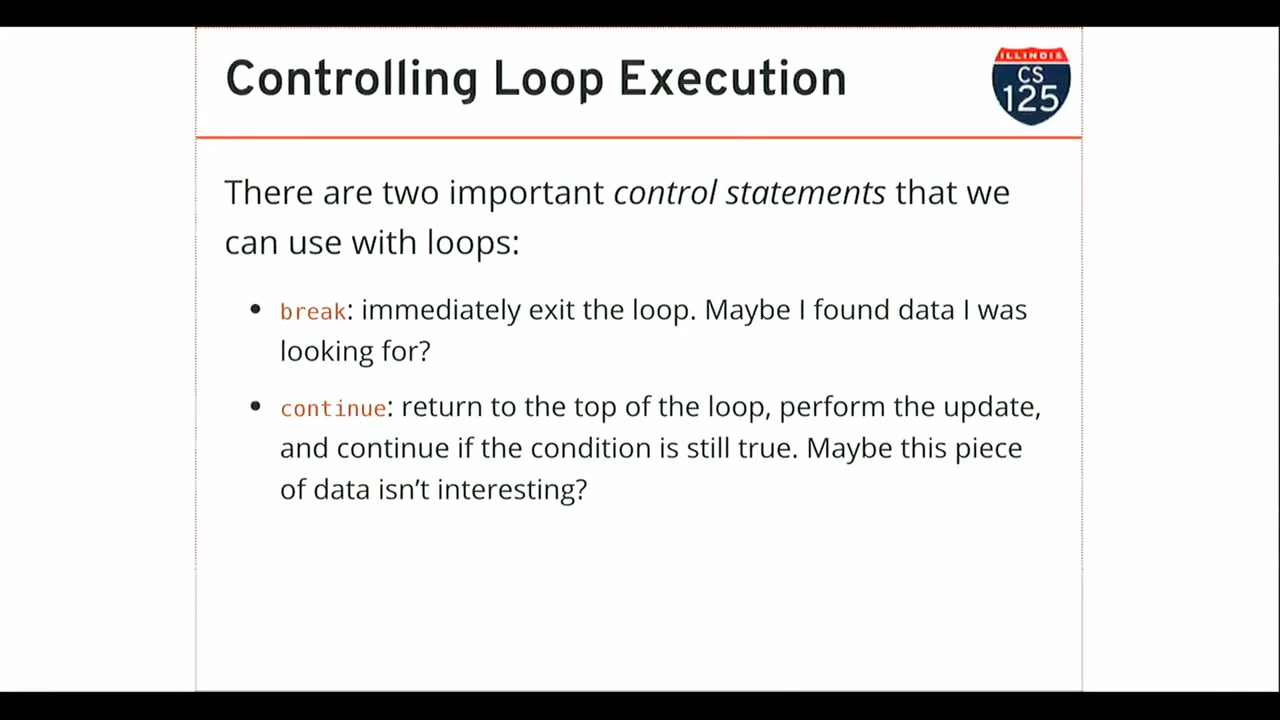 Controlling Loop Execution
ILLINOIS
CS
125
There are two important control statements that we
can use with loops:
• break: immediately exit the loop. Maybe I found data I was
looking for?
• continue: return to the top of the loop, perform the update,
and continue if the condition is still true. Maybe this piece
of data isn’t interesting?